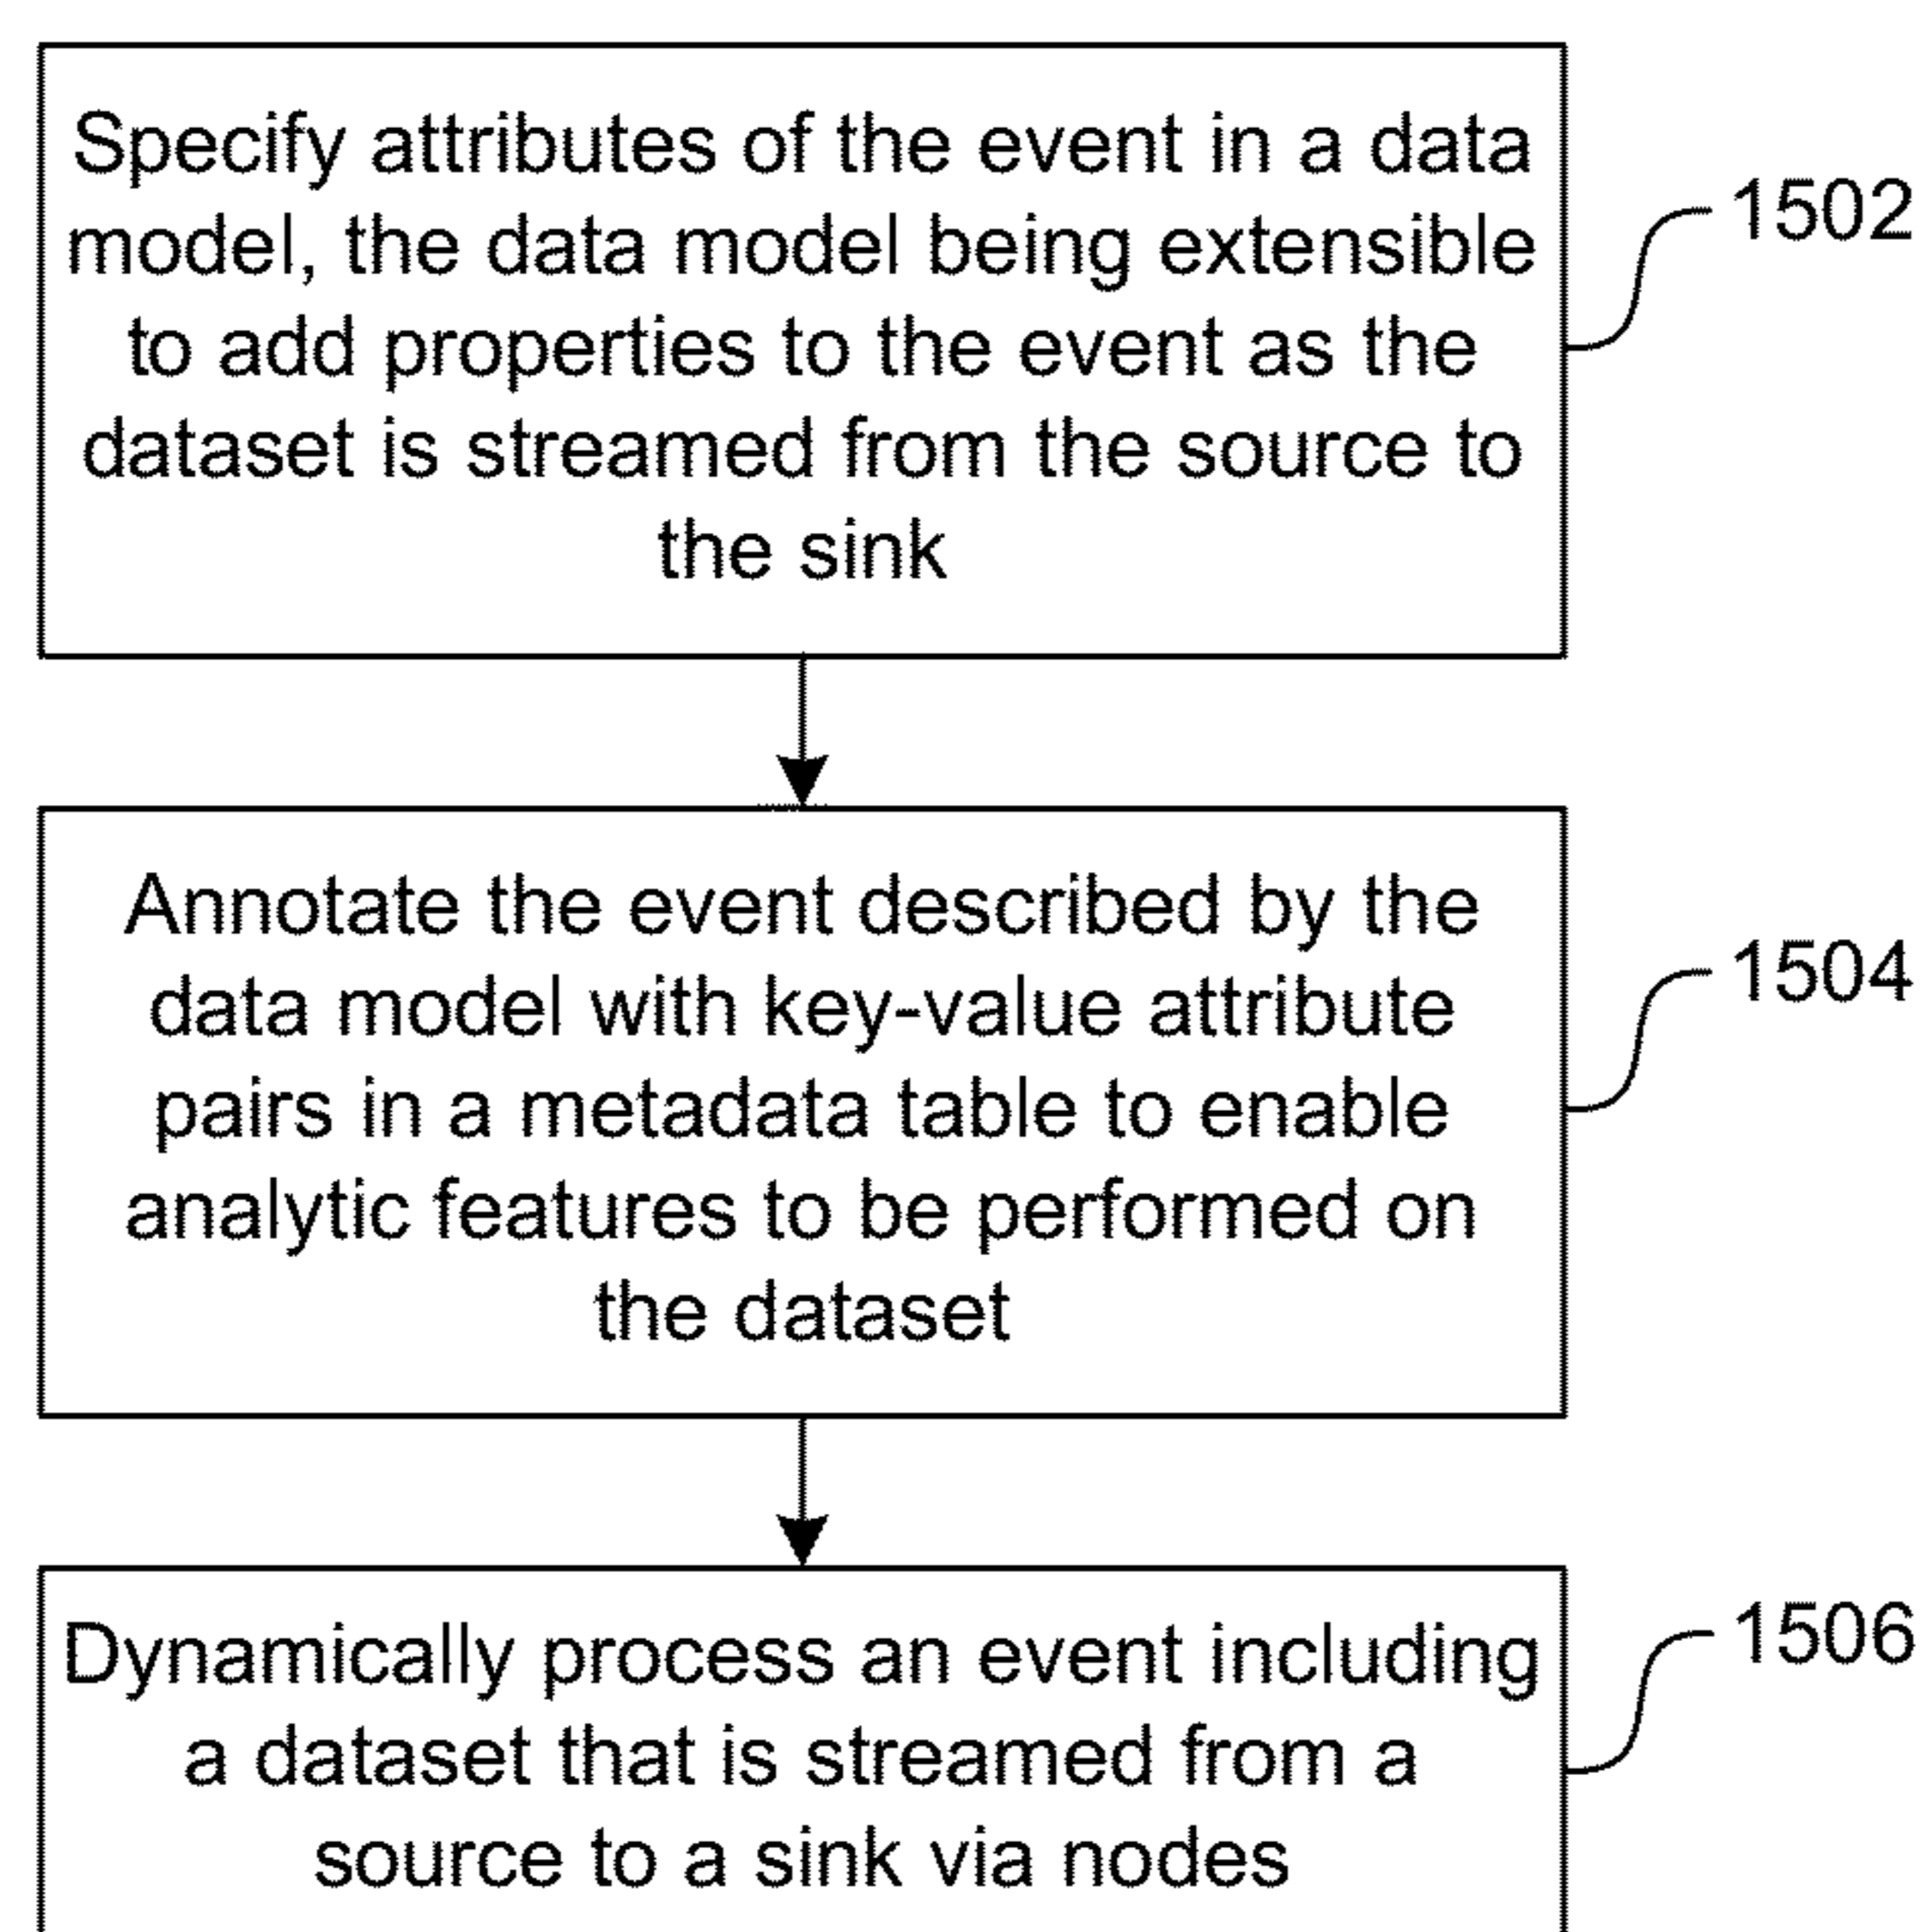 Specify attributes of the event in a data
model, the data model being extensible
to add properties to the event as the
dataset is streamed from the source to
the sink
1502
Annotate the event described by the
data model with key-value attribute
pairs in a metadata table to enable
analytic features to be performed on
the dataset
1504
Dynamically process an event including
a dataset that is streamed from a
source to a sink via nodes
1506